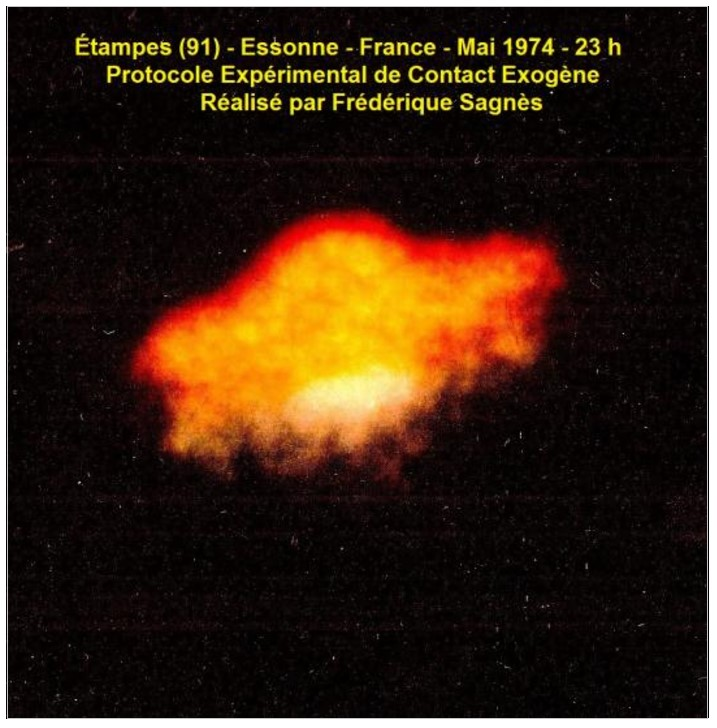 Étampes (91) - Essonne - France - Mai 1974 - 23 h
Protocole Expérimental de Contact Exogène
Réalisé par Frédérique Sagnès